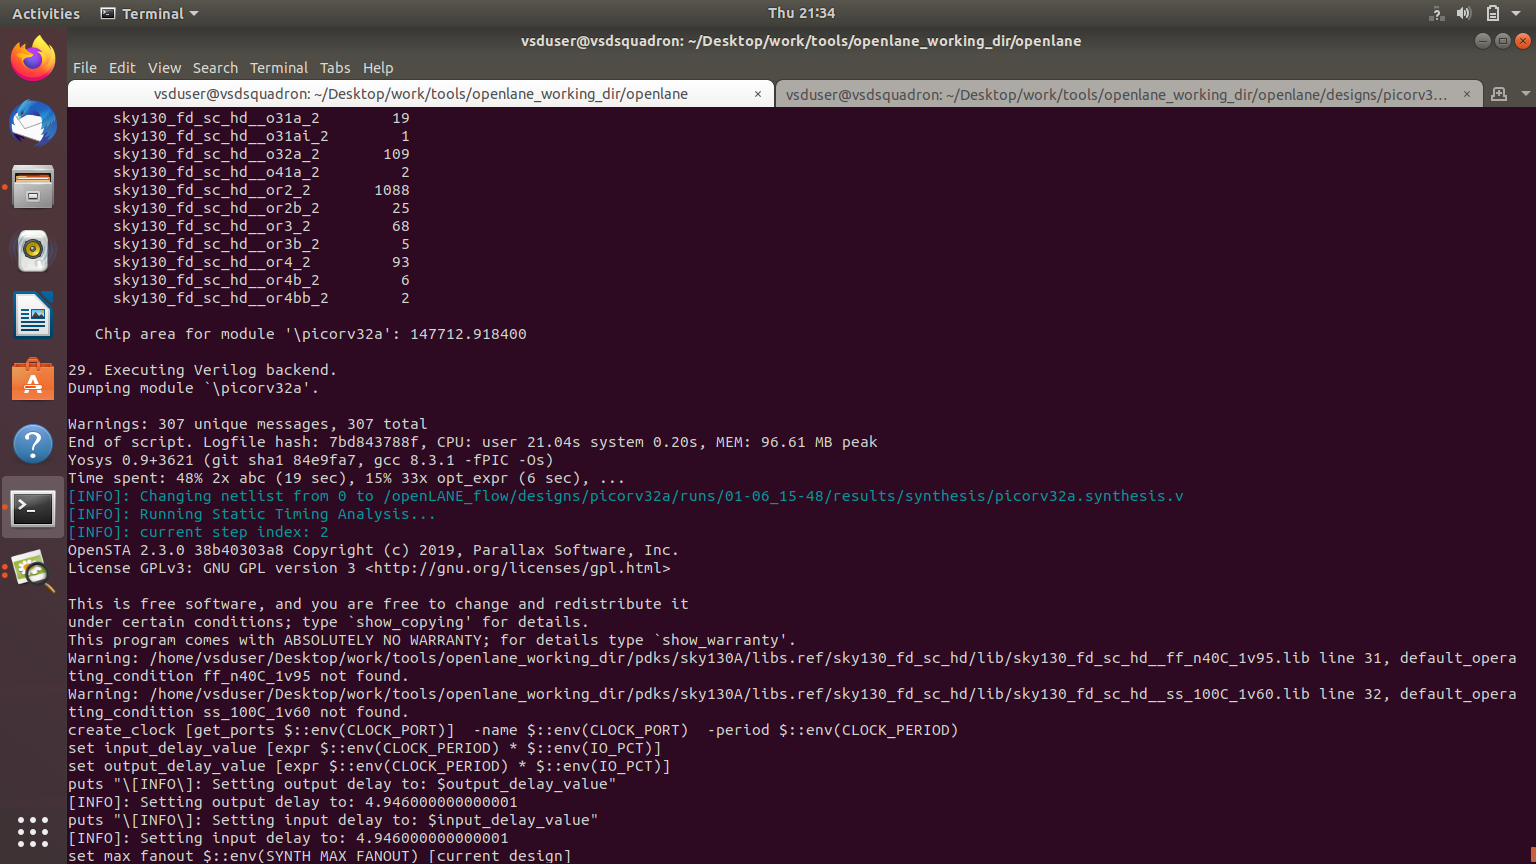 Activities
Terminal
Thu 21:34
vsduser@vsdsquadron: ~/Desktop/work/tools/openlane_working_dir/openlane
File Edit View Search Terminal Tabs Help
vsduser@vsdsquadron: ~/Desktop/work/tools/openlane_working_dir/openlane
vsduser@vsdsquadron: ~/Desktop/work/tools/openlane_working_dir/openlane/designs/picorv3...
sky130_fd_sc_hd__o31a_2 19
sky130_fd_sc_hd__o31ai_2 1
sky130_fd_sc_hd__o32a_2 109
sky130_fd_sc_hd__o41a_2 2
sky130_fd_sc_hd__or2_2 1088
sky130_fd_sc_hd__or2b_2 25
sky130_fd_sc_hd__or3_2 68
sky130_fd_sc_hd__or3b_2 5
sky130_fd_sc_hd__or4_2 93
sky130_fd_sc_hd__or4b_2 6
sky130_fd_sc_hd__or4bb_2 2
Chip area for module '\picorv32a': 147712.918400
29. Executing Verilog backend.
Dumping module `\picorv32a'.
Warnings: 307 unique messages, 307 total
End of script. Logfile hash: 7bd843788f, CPU: user 21.04s system 0.20s, MEM: 96.61 MB peak
Yosys 0.9+3621 (git sha1 84e9fa7, gcc 8.3.1 -fPIC -Os)
Time spent: 48% 2x abc (19 sec), 15% 33x opt_expr (6 sec), ...
[INFO]: Changing netlist from 0 to /openLANE_flow/designs/picorv32a/runs/01-06_15-48/results/synthesis/picorv32a.synthesis.v
[INFO]: Running Static Timing Analysis...
[INFO]: current step index: 2
OpenSTA 2.3.0 38b40303a8 Copyright (c) 2019, Parallax Software, Inc.
License GPLv3: GNU GPL version 3 <http://gnu.org/licenses/gpl.html>
This is free software, and you are free to change and redistribute it
under certain conditions; type `show_copying' for details.
This program comes with ABSOLUTELY NO WARRANTY; for details type `show_warranty'.
Warning: /home/vsduser/Desktop/work/tools/openlane_working_dir/pdks/sky130A/libs.ref/sky130_fd_sc_hd/lib/sky130_fd_sc_hd__ff_n40C_1v95.lib line 31, default_opera
ting_condition ff_n40C_1v95 not found.
Warning: /home/vsduser/Desktop/work/tools/openlane_working_dir/pdks/sky130A/libs.ref/sky130_fd_sc_hd/lib/sky130_fd_sc_hd__ss_100C_1v60.lib line 32, default_opera
ting_condition ss_100C_1v60 not found.
create_clock [get_ports $::env(CLOCK_PORT)]  -name $::env(CLOCK_PORT)  -period $::env(CLOCK_PERIOD)
set input_delay_value [expr $::env(CLOCK_PERIOD) * $::env(IO_PCT)]
set output_delay_value [expr $::env(CLOCK_PERIOD) * $::env(IO_PCT)]
puts "\[INFO\]: Setting output delay to: $output_delay_value"
[INFO]: Setting output delay to: 4.946000000000001
puts "\[INFO\]: Setting input delay to: $input_delay_value"
[INFO]: Setting input delay to: 4.946000000000001
set_max_fanout $::env(SYNTH_MAX_FANOUT) [current_design]